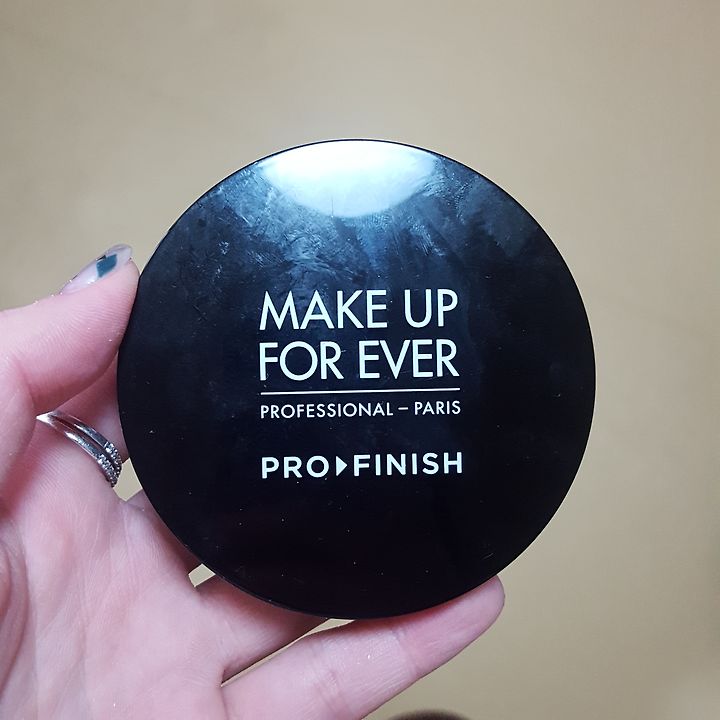 MAKE UP
FOR EVER
PROFESSIONAL – PARIS
PRO▸FINISH